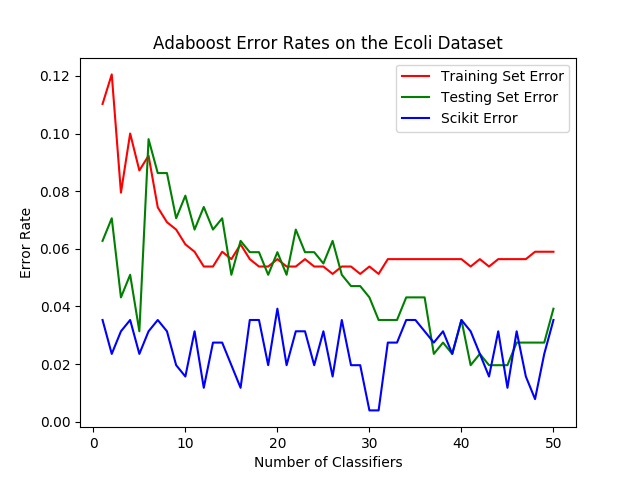 Adaboost Error Rates on the Ecoli Dataset
Training Set Error
Testing Set Error
Scikit Error
Error Rate
0.12
0.10
0.08
0.06
0.04
0.02
0.00
0 10 20 30 40 50
Number of Classifiers